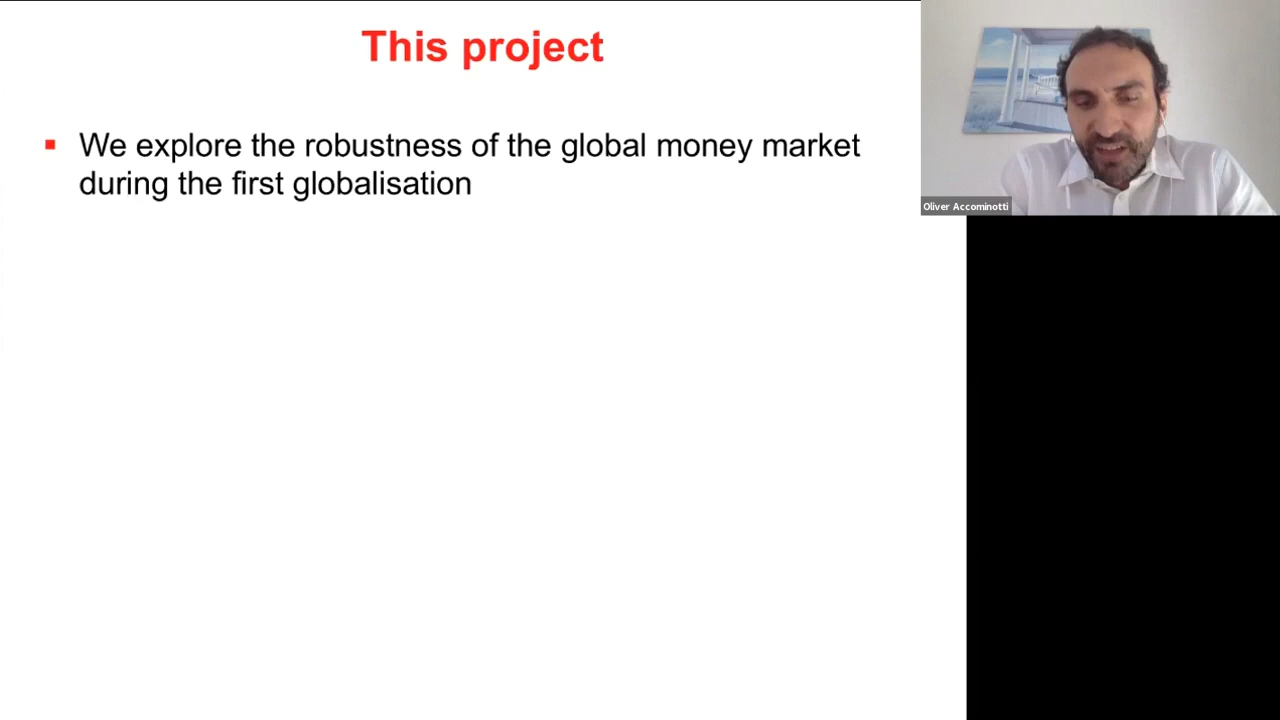 This project
We explore the robustness of the global money market
during the first globalisation
Oliver Accominotti